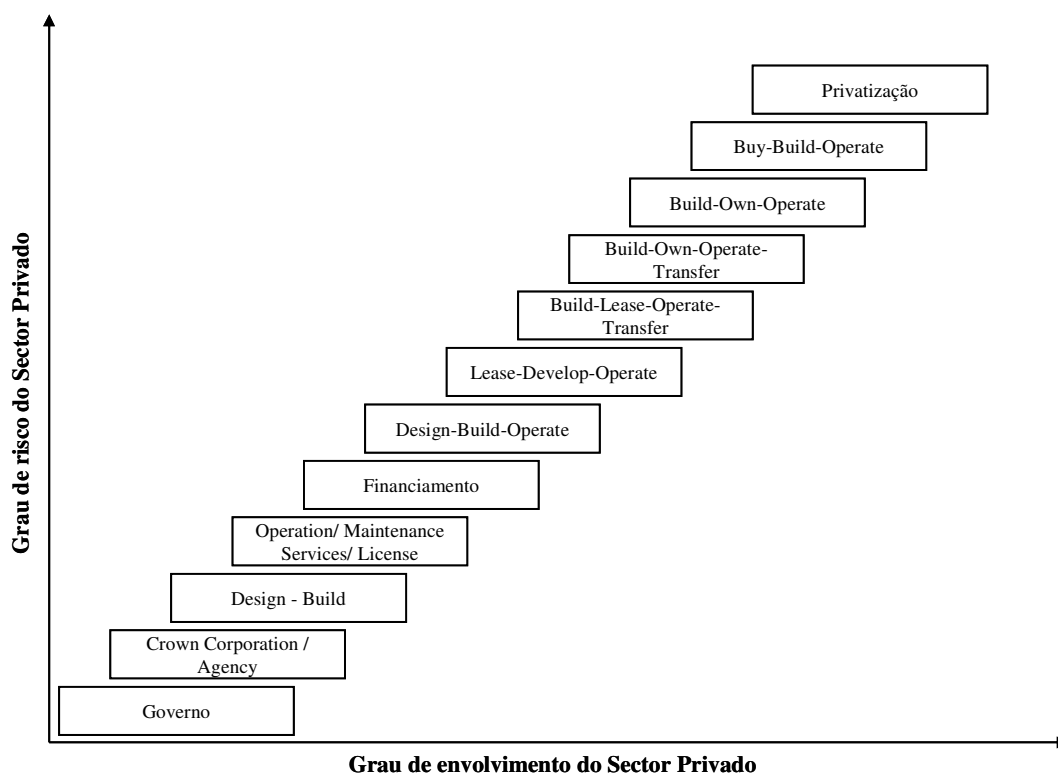 Privatização
Buy-Build-Operate
Build-Own-Operate
Build-Own-Operate-
Transfer
Build-Lease-Operate-
Transfer
Lease-Develop-Operate
Design-Build-Operate
Financiamento
Operation/ Maintenance
Services/ License
Design - Build
Crown Corporation /
Agency
Governo
Grau de risco do Sector Privado
Grau de envolvimento do Sector Privado